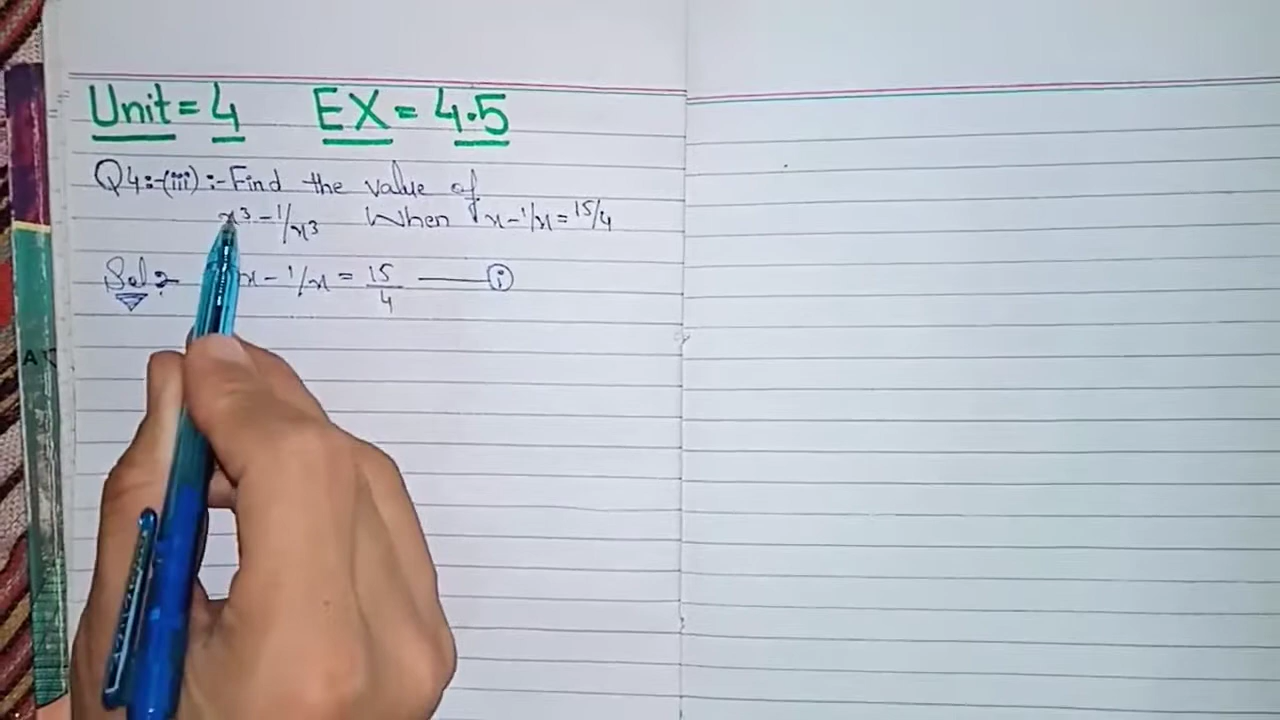 Unit = 4 EX = 4.5
Q4:-(iii):- Find the value of
x³ - 1/x³ When x - 1/x = 15/4
Sol:- x - 1/x = 15/4 —— (i)
A